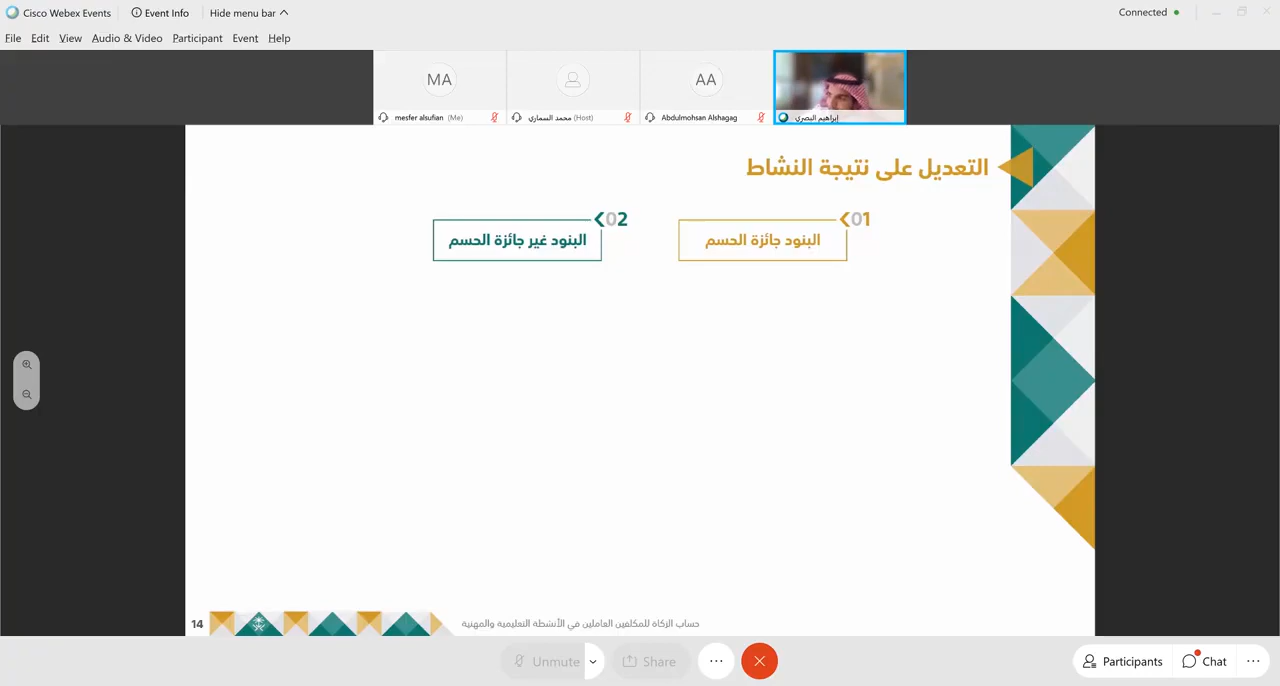 Cisco Webex Events
Event Info
Hide menu bar
Connected
File Edit View Audio & Video Participant Event Help
MA
AA
mesfer alsufian (Me)
محمد السماري (Host)
Abdulmohsan Alshagag
إبراهيم البصري
التعديل على نتيجة النشاط
01
البنود جائزة الحسم
02
البنود غير جائزة الحسم
حساب الزكاة للمكلفين العاملين في الأنشطة التعليمية والمهنية
14
Unmute
Share
Participants
Chat